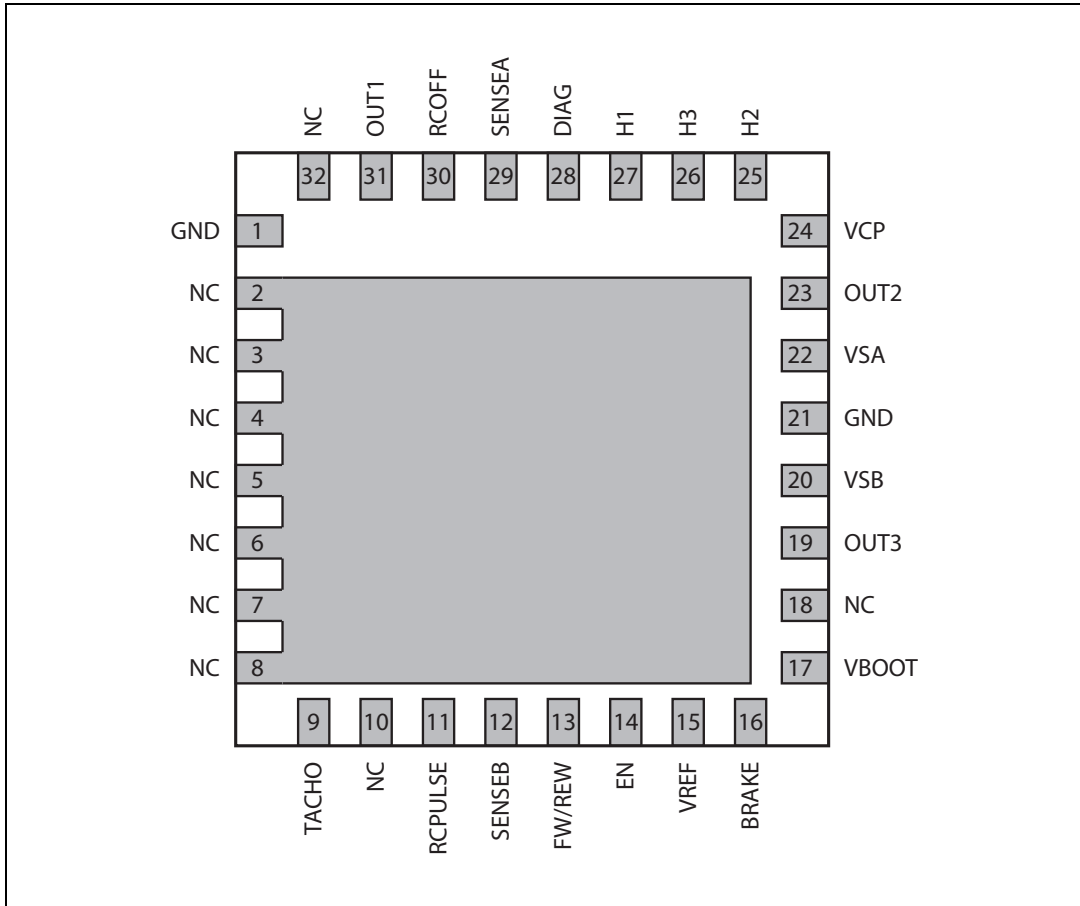 NC
OUT1
RCOFF
SENSEA
DIAG
H1
H3
H2
32 31 30 29 28 27 26 25
GND 1
24 VCP
NC 2
23 OUT2
NC 3
22 VSA
NC 4
21 GND
NC 5
20 VSB
NC 6
19 OUT3
NC 7
18 NC
NC 8
17 VBOOT
9 10 11 12 13 14 15 16
TACHO
NC
RCPULSE
SENSEB
FW/REW
EN
VREF
BRAKE